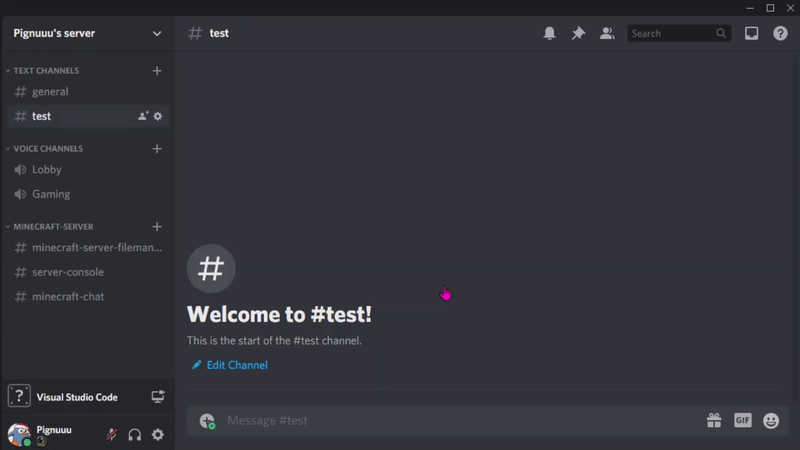 Pignuuu's server
test
Search
TEXT CHANNELS
general
test
VOICE CHANNELS
Lobby
Gaming
MINECRAFT-SERVER
minecraft-server-fileman...
server-console
minecraft-chat
Welcome to #test!
This is the start of the #test channel.
Edit Channel
Visual Studio Code
Message #test
GIF
Pignuuu